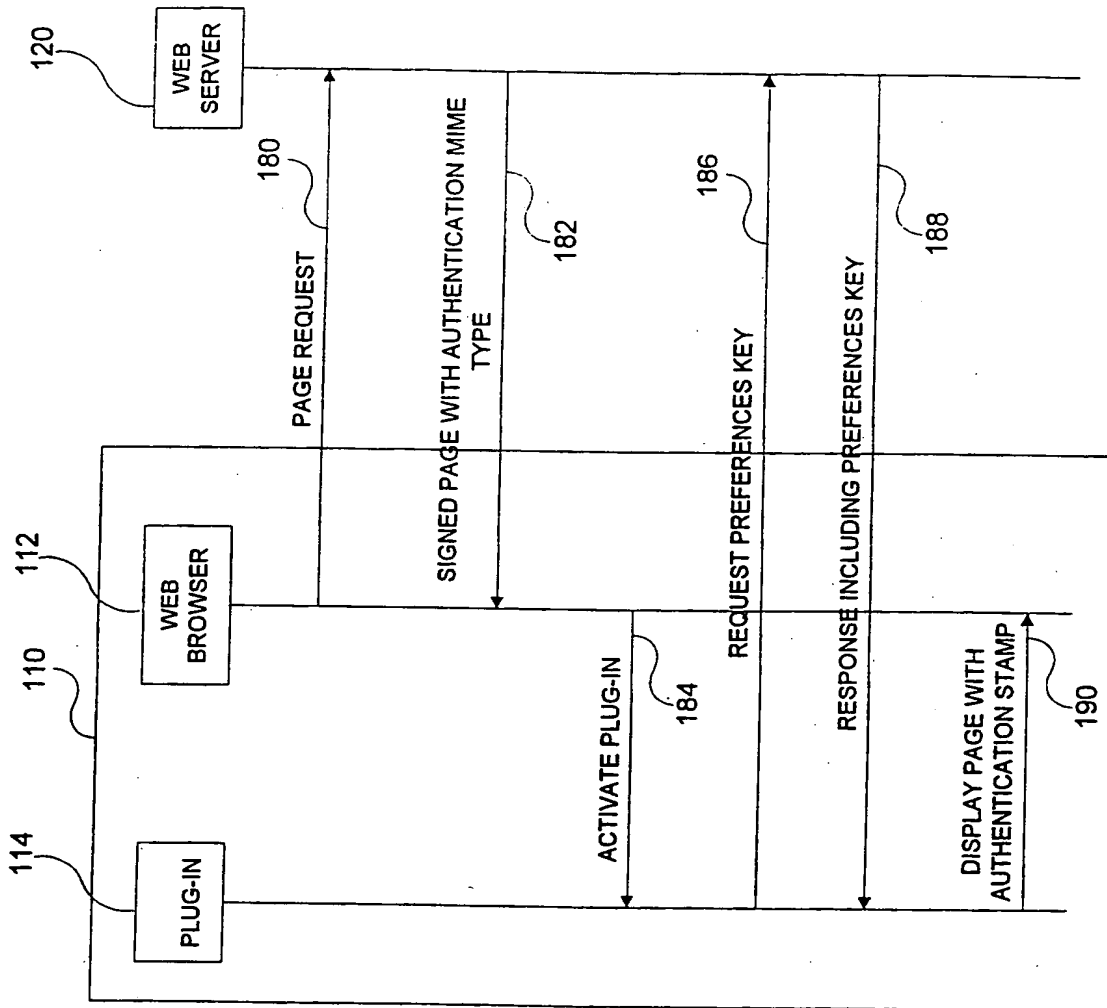 110
114
PLUG-IN
112
WEB
BROWSER
120
WEB
SERVER
PAGE REQUEST
180
SIGNED PAGE WITH AUTHENTICATION MIME
TYPE
182
ACTIVATE PLUG-IN
184
REQUEST PREFERENCES KEY
186
RESPONSE INCLUDING PREFERENCES KEY
188
DISPLAY PAGE WITH
AUTHENTICATION STAMP
190